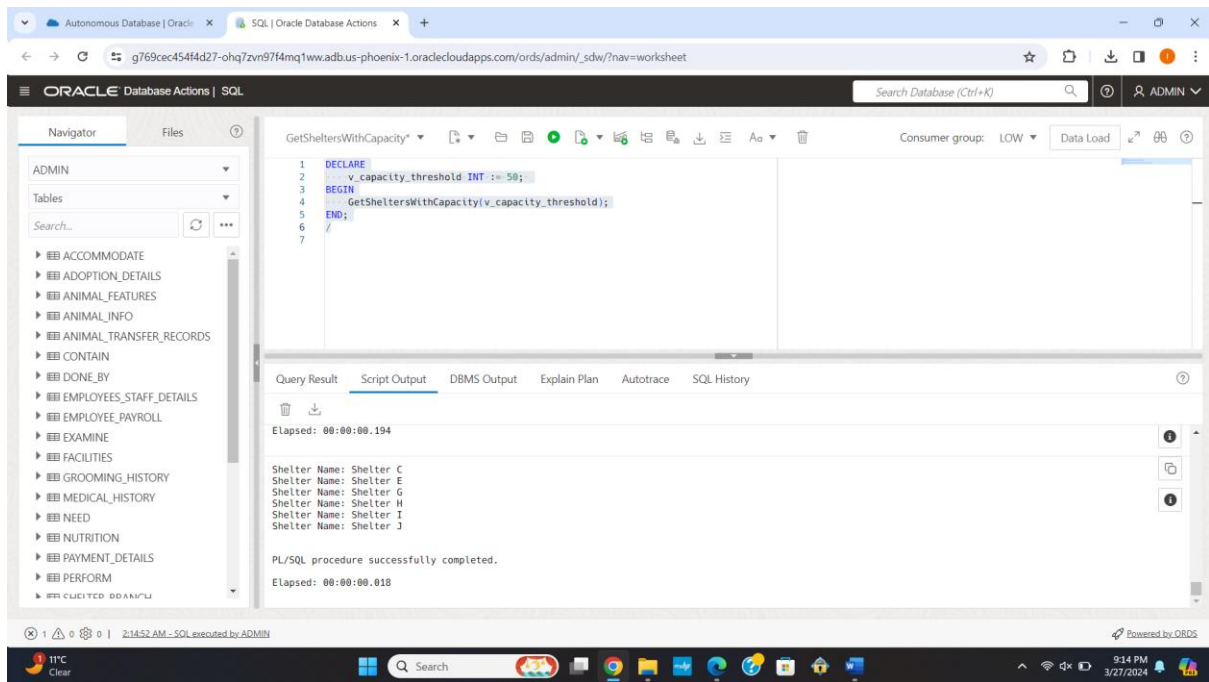 Autonomous Database | Oracle
SQL | Oracle Database Actions
g769cec454f4d27-ohq7zvn97f4mq1ww.adb.us-phoenix-1.oraclecloudapps.com/ords/admin/_sdw/?nav=worksheet
ORACLE Database Actions | SQL
Search Database (Ctrl+K)
ADMIN
Navigator
Files
ADMIN
Tables
Search...
ACCOMMODATE
ADOPTION_DETAILS
ANIMAL_FEATURES
ANIMAL_INFO
ANIMAL_TRANSFER_RECORDS
CONTAIN
DONE_BY
EMPLOYEES_STAFF_DETAILS
EMPLOYEE_PAYROLL
EXAMINE
FACILITIES
GROOMING_HISTORY
MEDICAL_HISTORY
NEED
NUTRITION
PAYMENT_DETAILS
PERFORM
SHELTER_BRANCH
GetSheltersWithCapacity*
Aa
Consumer group: LOW
Data Load
1 DECLARE
2 v_capacity_threshold INT := 50;
3 BEGIN
4 GetSheltersWithCapacity(v_capacity_threshold);
5 END;
6 /
7
Query Result Script Output DBMS Output Explain Plan Autotrace SQL History
Elapsed: 00:00:00.194
Shelter Name: Shelter C
Shelter Name: Shelter E
Shelter Name: Shelter G
Shelter Name: Shelter H
Shelter Name: Shelter I
Shelter Name: Shelter J
PL/SQL procedure successfully completed.
Elapsed: 00:00:00.018
1 0 0 | 2:14:52 AM - SQL executed by ADMIN
Powered by ORDS
1
11°C
Clear
Search
9:14 PM
3/27/2024